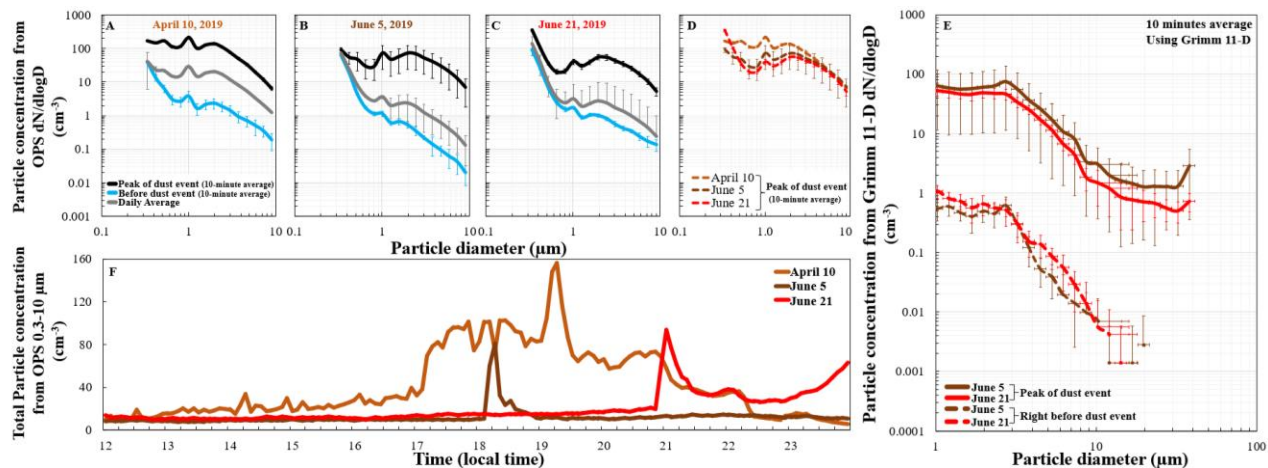 Particle concentration from
OPS dN/dlogD
(cm⁻³)
1000
100
10
1
0.1
0.01
0.001
A
April 10, 2019
Peak of dust event (10-minute average)
Before dust event (10-minute average)
Daily Average
0.1
1
10
B
June 5, 2019
0.1
1
10
C
June 21, 2019
0.1
1
10
D
April 10
June 5
June 21
Peak of dust event
(10-minute average)
0.1
1
10
Particle diameter (µm)
Total Particle concentration
from OPS 0.3-10 µm
(cm⁻³)
160
120
80
40
0
F
April 10
June 5
June 21
12
13
14
15
16
17
18
19
20
21
22
23
Time (local time)
Particle concentration from Grimm 11-D dN/dlogD
(cm⁻³)
1000
100
10
1
0.1
0.01
0.001
0.0001
E
10 minutes average
Using Grimm 11-D
June 5
June 21
Peak of dust event
June 5
June 21
Right before dust event
1
10
100
Particle diameter (µm)